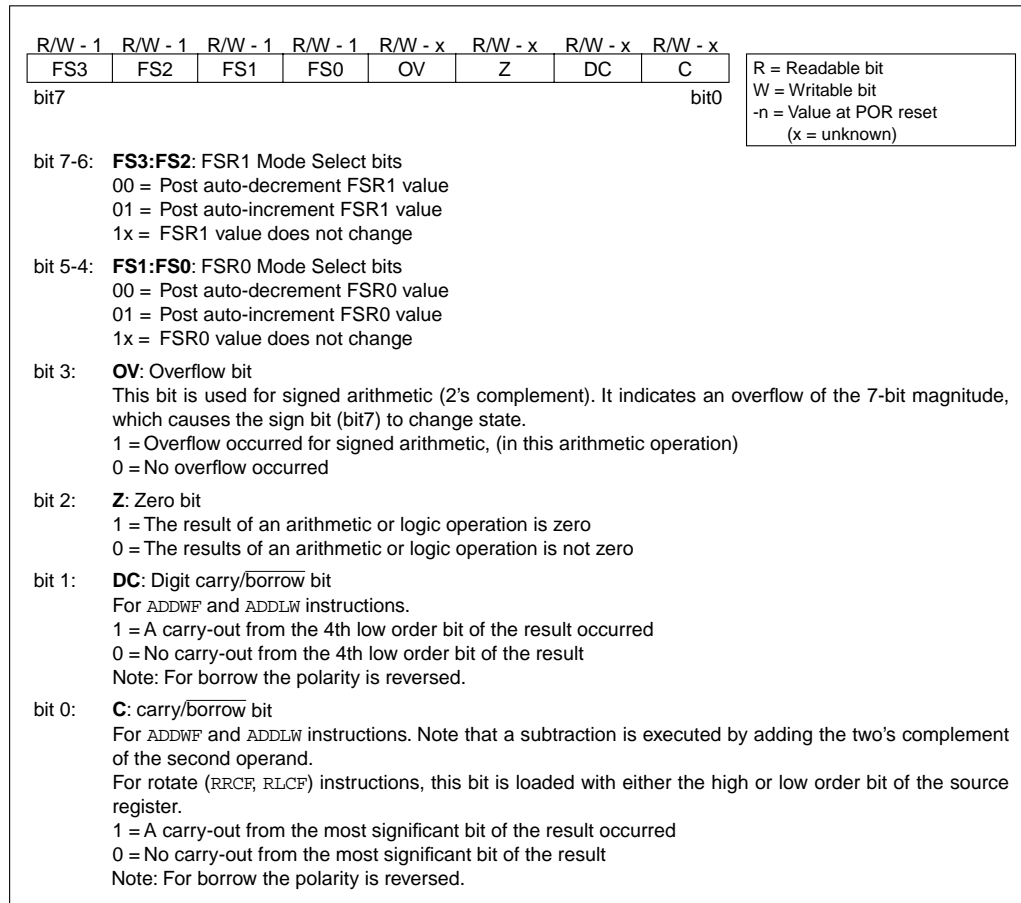 R/W - 1 R/W - 1 R/W - 1 R/W - 1 R/W - x R/W - x R/W - x R/W - x
FS3 FS2 FS1 FS0 OV Z DC C
bit7 bit0
R = Readable bit
W = Writable bit
-n = Value at POR reset
(x = unknown)
bit 7-6: FS3:FS2: FSR1 Mode Select bits
00 = Post auto-decrement FSR1 value
01 = Post auto-increment FSR1 value
1x = FSR1 value does not change
bit 5-4: FS1:FS0: FSR0 Mode Select bits
00 = Post auto-decrement FSR0 value
01 = Post auto-increment FSR0 value
1x = FSR0 value does not change
bit 3: OV: Overflow bit
This bit is used for signed arithmetic (2's complement). It indicates an overflow of the 7-bit magnitude,
which causes the sign bit (bit7) to change state.
1 = Overflow occurred for signed arithmetic, (in this arithmetic operation)
0 = No overflow occurred
bit 2: Z: Zero bit
1 = The result of an arithmetic or logic operation is zero
0 = The results of an arithmetic or logic operation is not zero
bit 1: DC: Digit carry/borrow bit
For ADDWF and ADDLW instructions.
1 = A carry-out from the 4th low order bit of the result occurred
0 = No carry-out from the 4th low order bit of the result
Note: For borrow the polarity is reversed.
bit 0: C: carry/borrow bit
For ADDWF and ADDLW instructions. Note that a subtraction is executed by adding the two's complement
of the second operand.
For rotate (RRCF, RLCF) instructions, this bit is loaded with either the high or low order bit of the source
register.
1 = A carry-out from the most significant bit of the result occurred
0 = No carry-out from the most significant bit of the result
Note: For borrow the polarity is reversed.